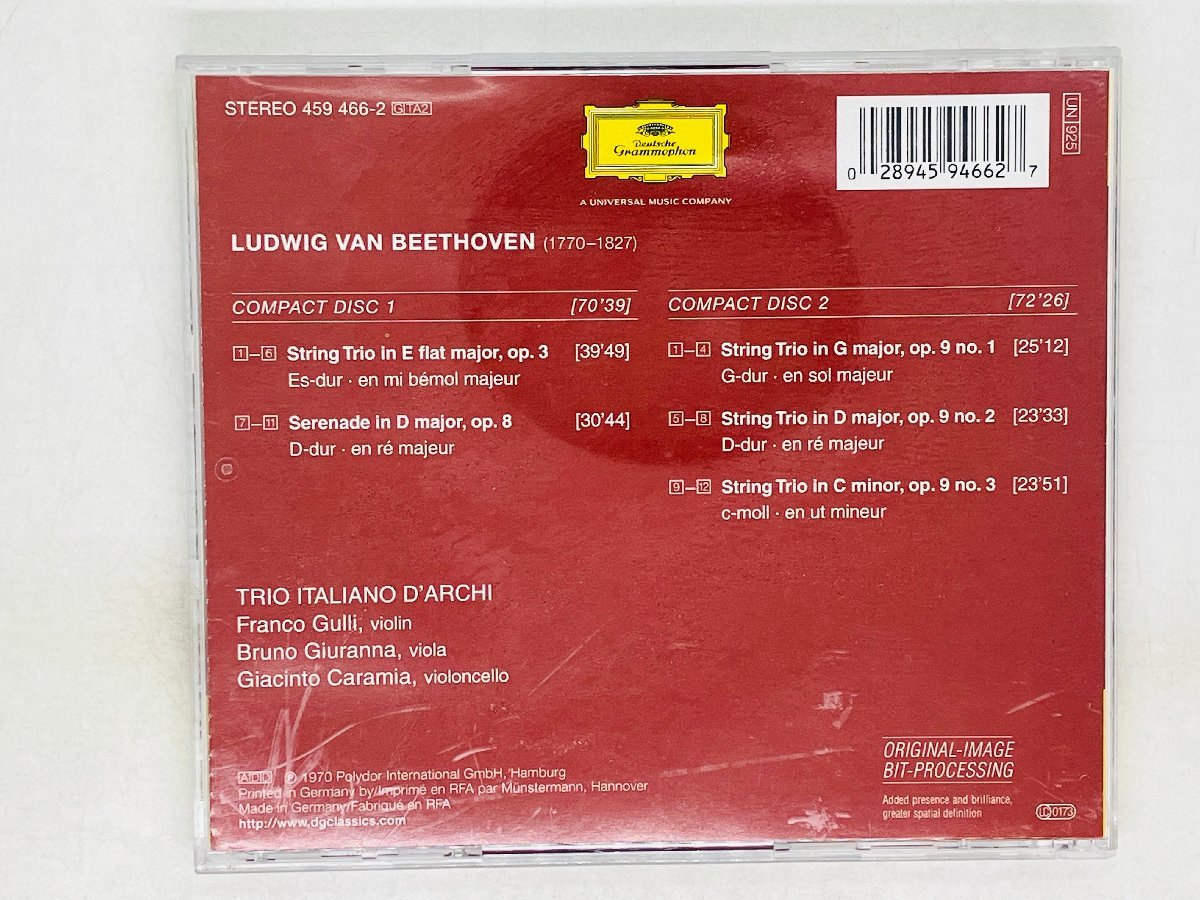 STEREO 459 466-2 GITA2
Deutsche
Grammophon
A UNIVERSAL MUSIC COMPANY
0 28945 94662 7
UN 925
LUDWIG VAN BEETHOVEN (1770–1827)
COMPACT DISC 1 [70'39]
1–6 String Trio in E flat major, op. 3 [39'49]
Es-dur · en mi bémol majeur
7–11 Serenade in D major, op. 8 [30'44]
D-dur · en ré majeur
COMPACT DISC 2 [72'26]
1–4 String Trio in G major, op. 9 no. 1 [25'12]
G-dur · en sol majeur
5–8 String Trio in D major, op. 9 no. 2 [23'33]
D-dur · en ré majeur
9–12 String Trio in C minor, op. 9 no. 3 [23'51]
c-moll · en ut mineur
TRIO ITALIANO D'ARCHI
Franco Gulli, violin
Bruno Giuranna, viola
Giacinto Caramia, violoncello
ADD ℗ 1970 Polydor International GmbH, Hamburg
Printed in Germany by/Imprimé en RFA par Münstermann, Hannover
Made in Germany/Fabriqué en RFA
http://www.dgclassics.com
ORIGINAL-IMAGE
BIT-PROCESSING
Added presence and brilliance,
greater spatial definition
LC 0173